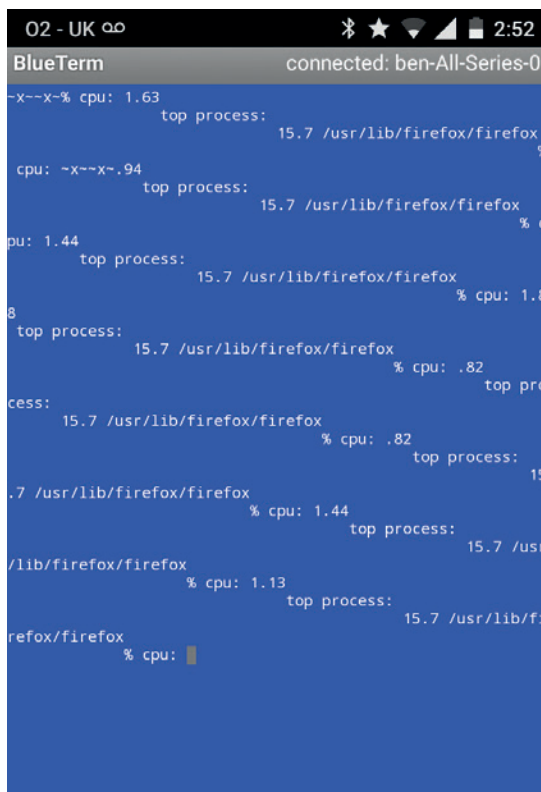 O2 - UK 2:52
BlueTerm connected: ben-All-Series-0
~x~~x~% cpu: 1.63
top process:
15.7 /usr/lib/firefox/firefox
%
cpu: ~x~~x~.94
top process:
15.7 /usr/lib/firefox/firefox
% c
pu: 1.44
top process:
15.7 /usr/lib/firefox/firefox
% cpu: 1.8
8
top process:
15.7 /usr/lib/firefox/firefox
% cpu: .82
top pro
cess:
15.7 /usr/lib/firefox/firefox
% cpu: .82
top process:
15
.7 /usr/lib/firefox/firefox
% cpu: 1.44
top process:
15.7 /usr
/lib/firefox/firefox
% cpu: 1.13
top process:
15.7 /usr/lib/fi
refox/firefox
% cpu: